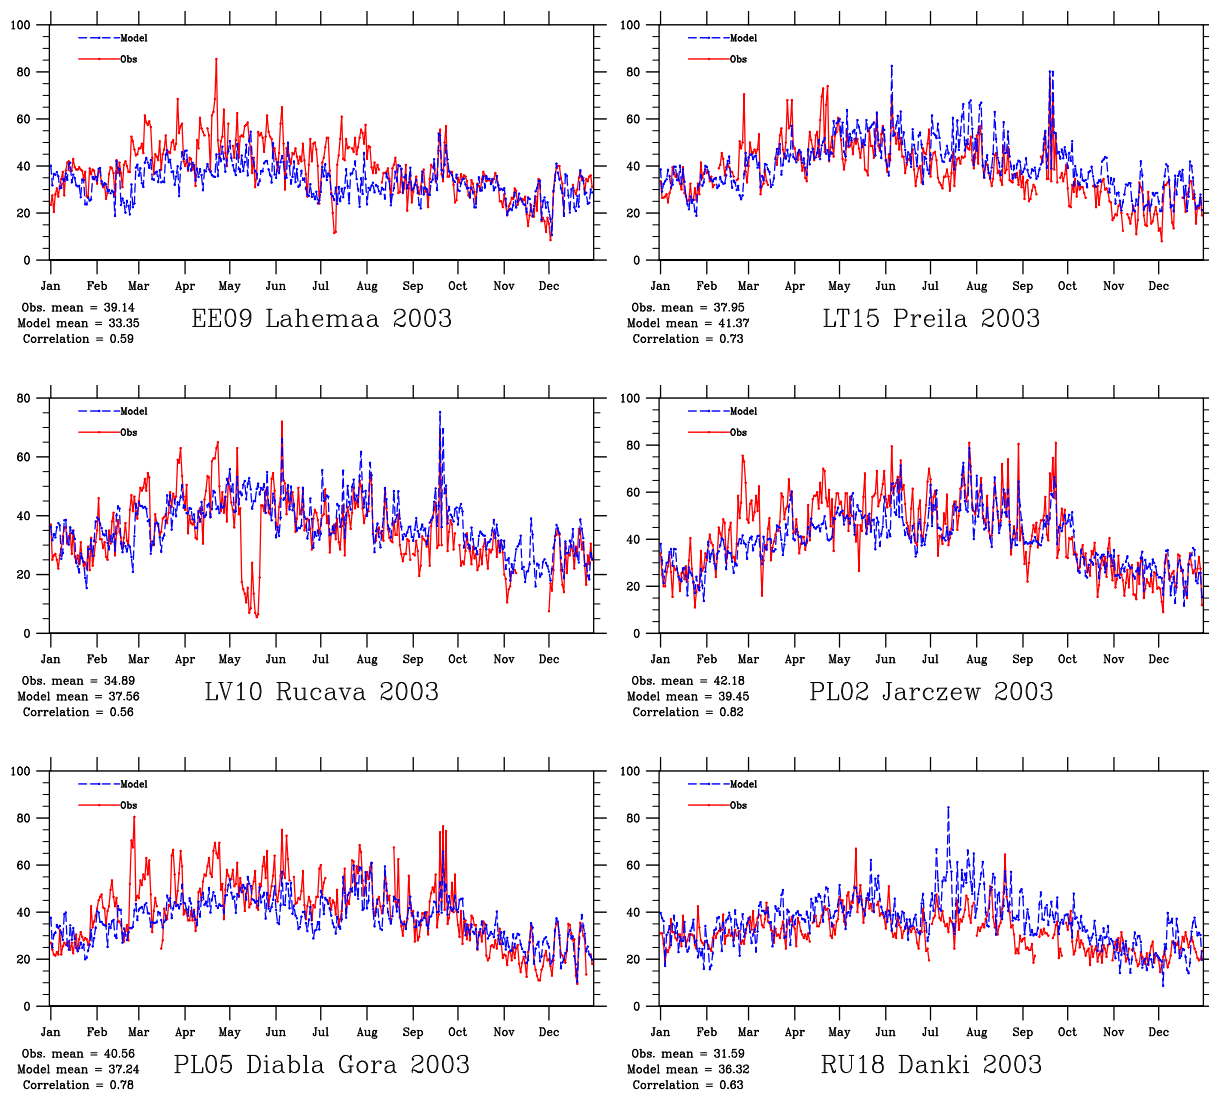 100
80
60
40
20
0
Model
Obs
Jan Feb Mar Apr May Jun Jul Aug Sep Oct Nov Dec
Obs. mean = 39.14
Model mean = 33.35
Correlation = 0.59
EE09 Lahemaa 2003
100
80
60
40
20
0
Model
Obs
Jan Feb Mar Apr May Jun Jul Aug Sep Oct Nov Dec
Obs. mean = 37.95
Model mean = 41.37
Correlation = 0.73
LT15 Preila 2003
80
60
40
20
0
Model
Obs
Jan Feb Mar Apr May Jun Jul Aug Sep Oct Nov Dec
Obs. mean = 34.89
Model mean = 37.56
Correlation = 0.56
LV10 Rucava 2003
100
80
60
40
20
0
Model
Obs
Jan Feb Mar Apr May Jun Jul Aug Sep Oct Nov Dec
Obs. mean = 42.18
Model mean = 39.45
Correlation = 0.82
PL02 Jarczew 2003
100
80
60
40
20
0
Model
Obs
Jan Feb Mar Apr May Jun Jul Aug Sep Oct Nov Dec
Obs. mean = 40.56
Model mean = 37.24
Correlation = 0.78
PL05 Diabla Gora 2003
100
80
60
40
20
0
Model
Obs
Jan Feb Mar Apr May Jun Jul Aug Sep Oct Nov Dec
Obs. mean = 31.59
Model mean = 36.32
Correlation = 0.63
RU18 Danki 2003